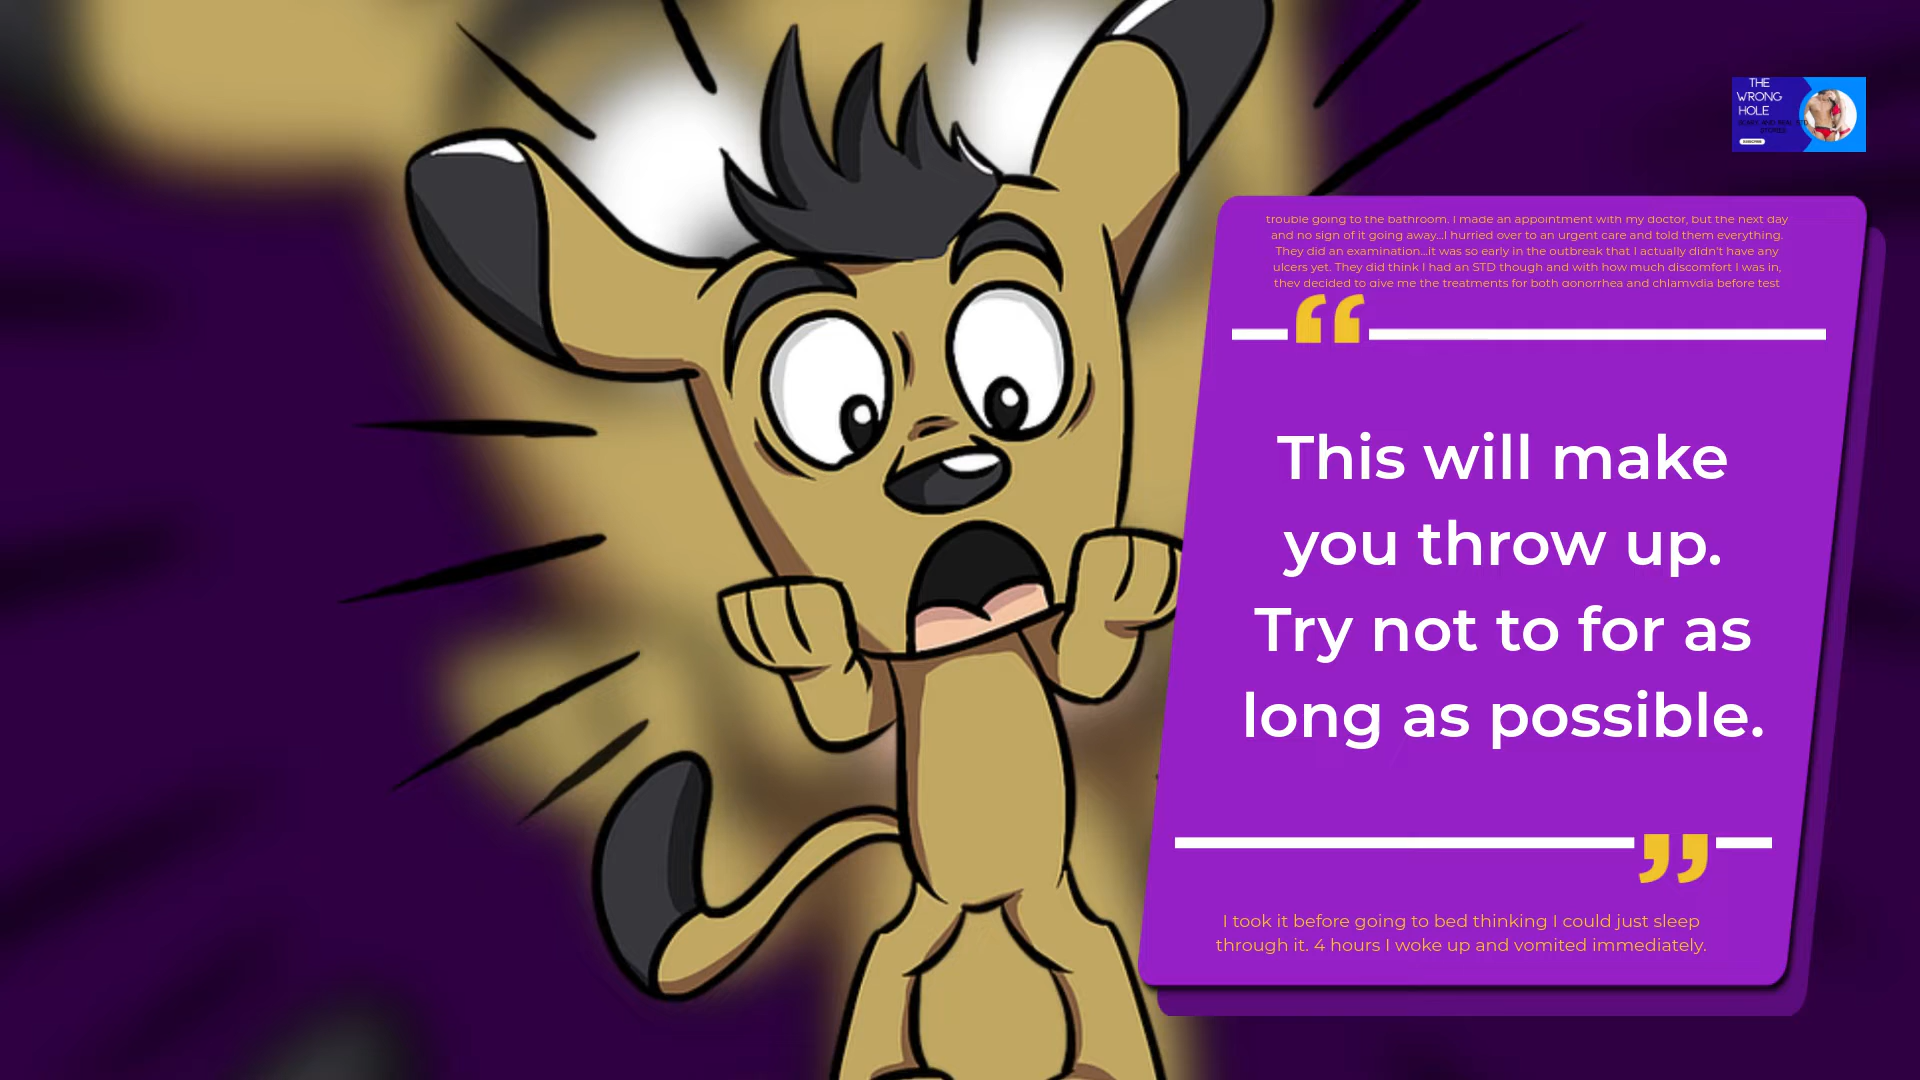 THE
WRONG
HOLE
STORIES
trouble going to the bathroom. I made an appointment with my doctor, but the next day
and no sign of it going away...I hurried over to an urgent care and told them everything.
They did an examination...it was so early in the outbreak that I actually didn't have any
ulcers yet. They did think I had an STD though and with how much discomfort I was in,
they decided to give me the treatments for both gonorrhea and chlamydia before test
“
This will make
you throw up.
Try not to for as
long as possible.
”
I took it before going to bed thinking I could just sleep
through it. 4 hours I woke up and vomited immediately.